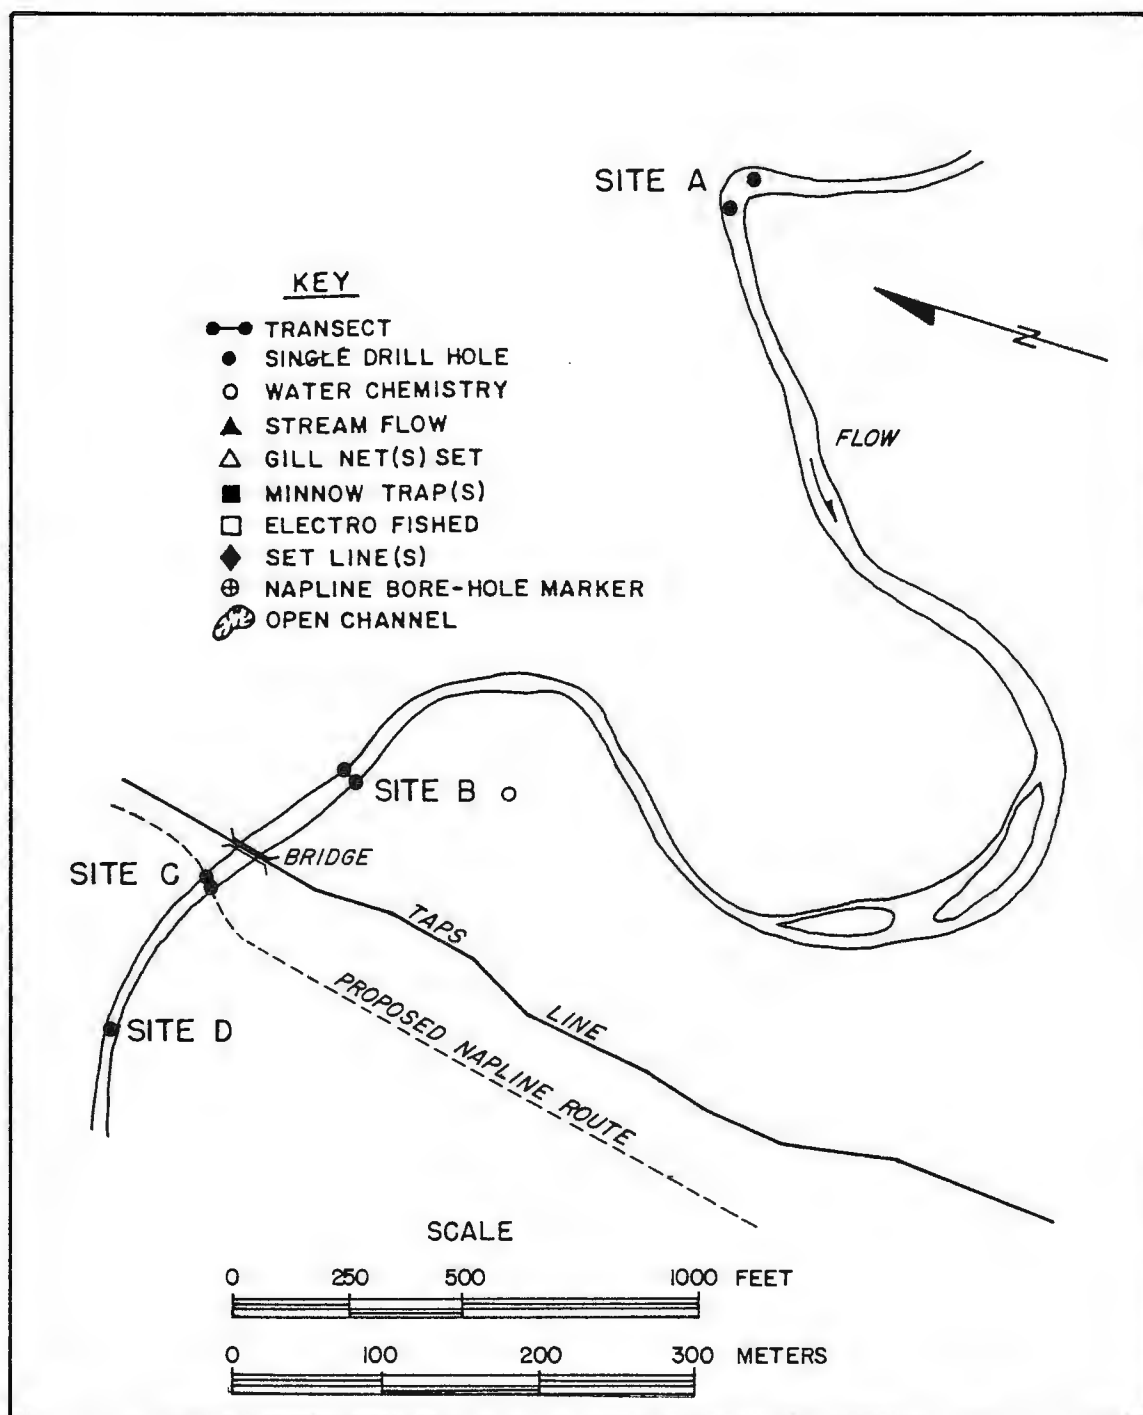 SITE A
KEY
TRANSECT
SINGLE DRILL HOLE
WATER CHEMISTRY
STREAM FLOW
GILL NET(S) SET
MINNOW TRAP(S)
ELECTRO FISHED
SET LINE(S)
NAPLINE BORE-HOLE MARKER
OPEN CHANNEL
N
FLOW
SITE B
BRIDGE
SITE C
TAPS LINE
PROPOSED NAPLINE ROUTE
SITE D
SCALE
0 250 500 1000 FEET
0 100 200 300 METERS